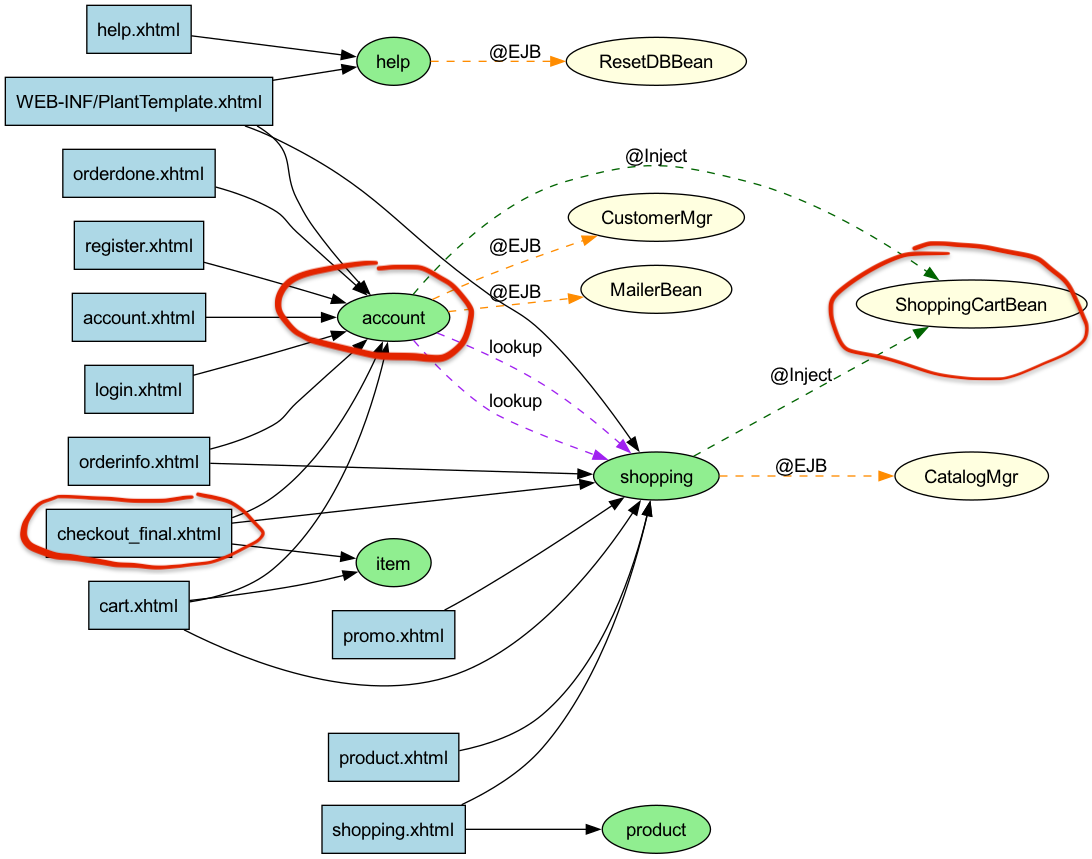 help.xhtml
help
@EJB
ResetDBBean
WEB-INF/PlantTemplate.xhtml
orderdone.xhtml
@Inject
CustomerMgr
register.xhtml
@EJB
MailerBean
@EJB
account.xhtml
account
ShoppingCartBean
lookup
@Inject
login.xhtml
lookup
orderinfo.xhtml
shopping
@EJB
CatalogMgr
checkout_final.xhtml
item
cart.xhtml
promo.xhtml
product.xhtml
shopping.xhtml
product